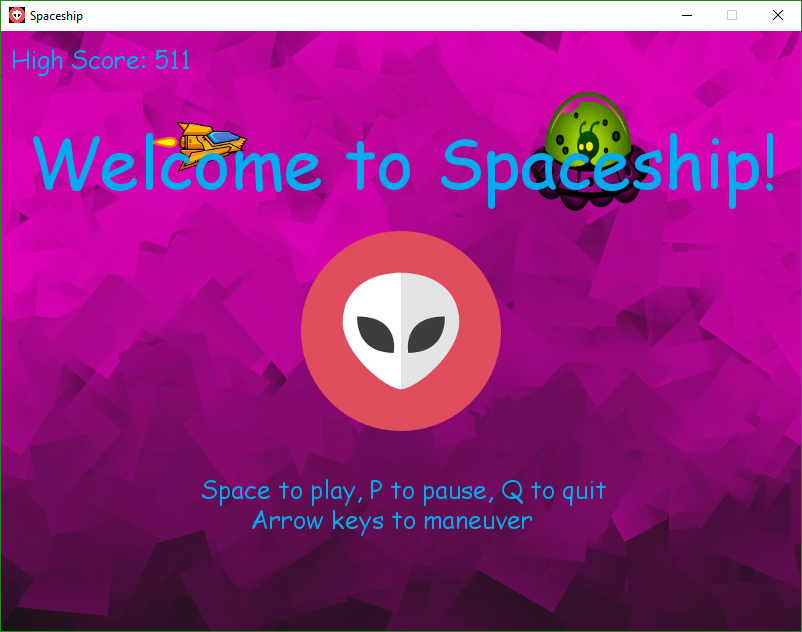 Spaceship
High Score: 511
Welcome to Spaceship!
Space to play, P to pause, Q to quit
Arrow keys to maneuver